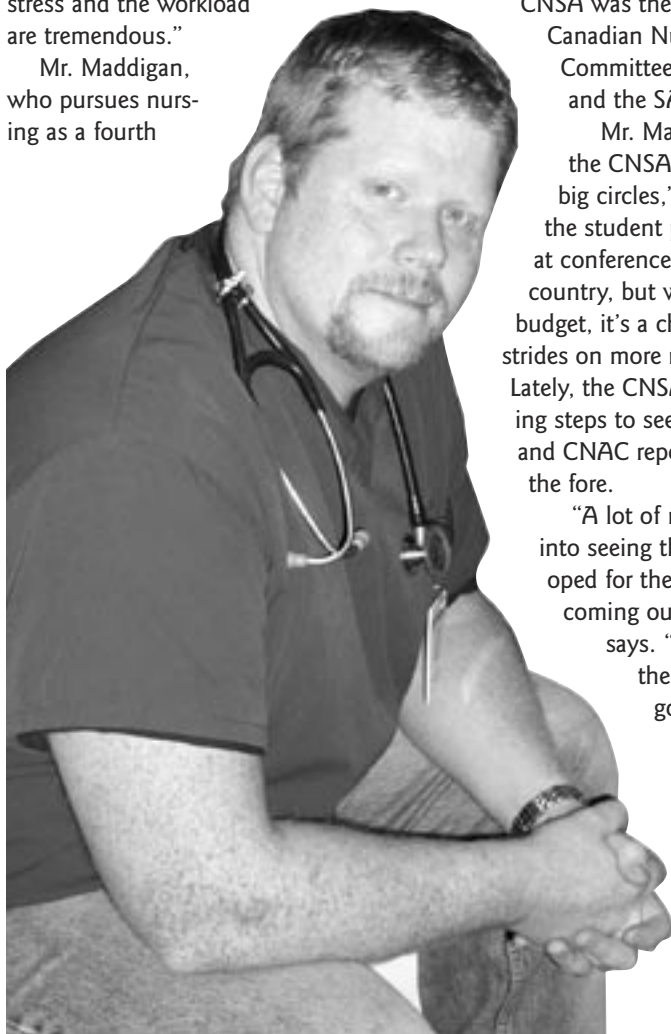 stress and the workload
are tremendous.”
Mr. Maddigan,
who pursues nurs-
ing as a fourth
CNSA was the
Canadian Nu
Committee
and the SA
Mr. Ma
the CNSA
big circles,”
the student p
at conference
country, but w
budget, it’s a ch
strides on more r
Lately, the CNSA
ing steps to see
and CNAC repo
the fore.
“A lot of
into seeing th
oped for the
coming ou
says. “
the
go